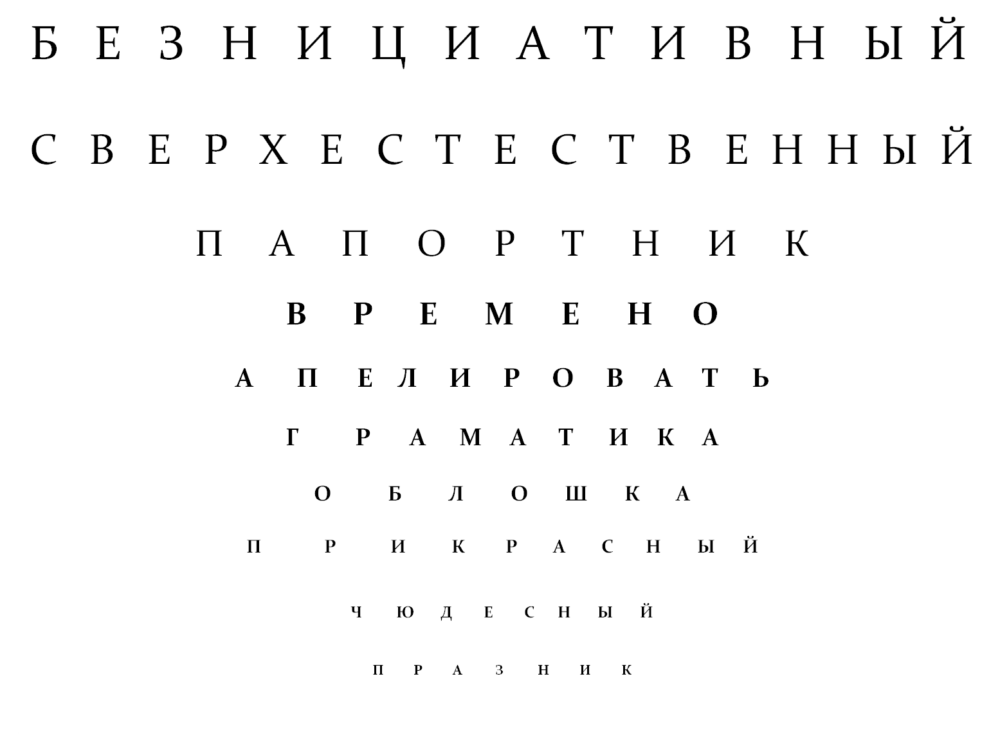 Б Е З Н И Ц И А Т И В Н Ы Й
С В Е Р Х Е С Т Е С Т В Е Н Н Ы Й
П А П О Р Т Н И К
В Р Е М Е Н О
А П Е Л И Р О В А Т Ь
Г Р А М А Т И К А
О Б Л О Ш К А
П Р И К Р А С Н Ы Й
Ч Ю Д Е С Н Ы Й
П Р А З Н И К